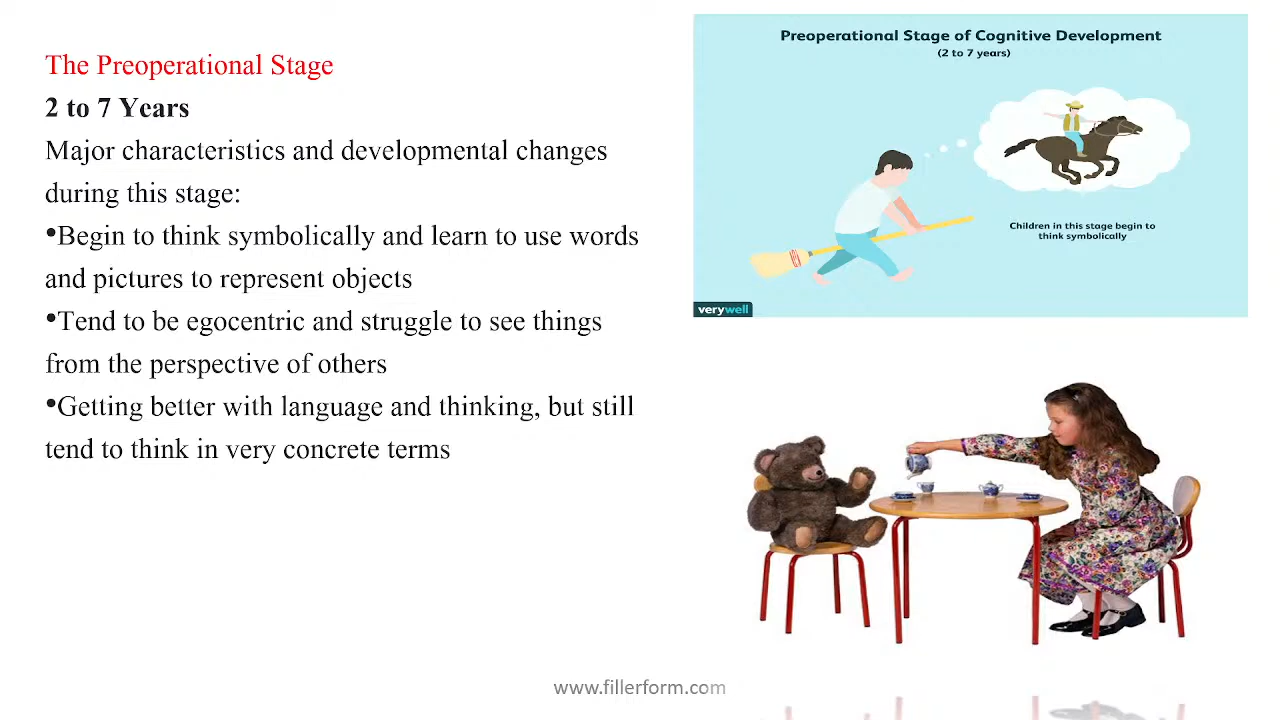 The Preoperational Stage
2 to 7 Years
Major characteristics and developmental changes
during this stage:
•Begin to think symbolically and learn to use words
and pictures to represent objects
•Tend to be egocentric and struggle to see things
from the perspective of others
•Getting better with language and thinking, but still
tend to think in very concrete terms
Preoperational Stage of Cognitive Development
(2 to 7 years)
Children in this stage begin to
think symbolically
verywell
www.fillerform.com